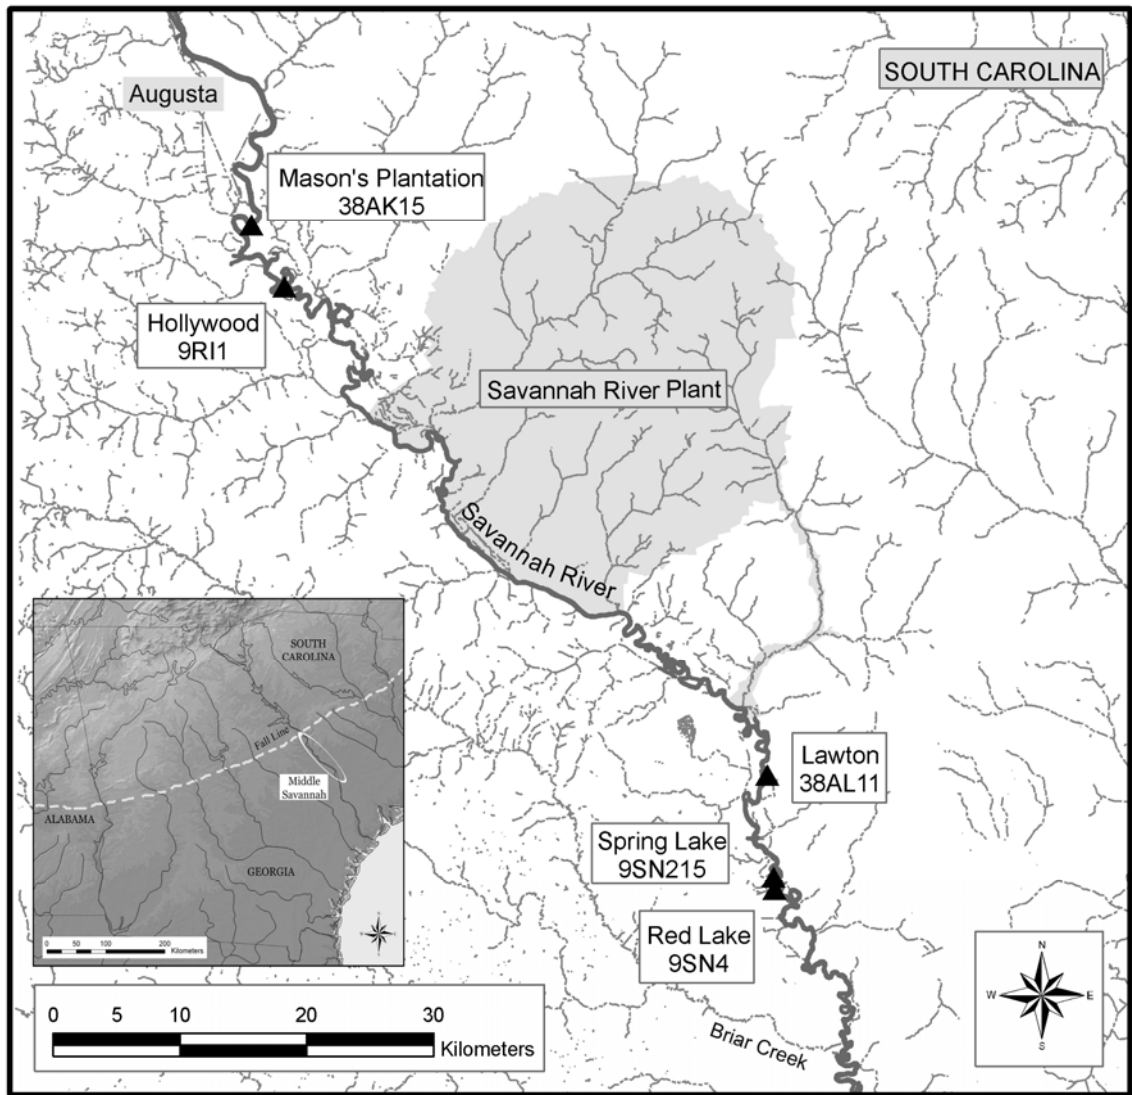 SOUTH CAROLINA
Augusta
Mason's Plantation
38AK15
Hollywood
9RI1
Savannah River Plant
Savannah River
Lawton
38AL11
Spring Lake
9SN215
Red Lake
9SN4
Briar Creek
SOUTH
CAROLINA
Fall Line
Middle
Savannah
ALABAMA
GEORGIA
0 50 100 200
Kilometers
0 5 10 20 30
Kilometers
N
W E
S